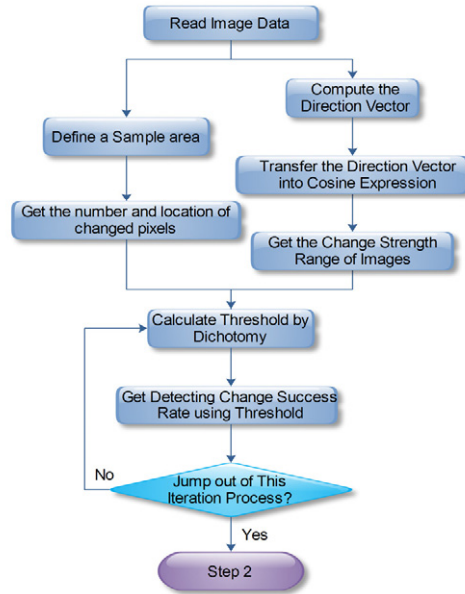 Read Image Data
Compute the
Direction Vector
Define a Sample area
Transfer the Direction Vector
into Cosine Expression
Get the number and location of
changed pixels
Get the Change Strength
Range of Images
Calculate Threshold by
Dichotomy
Get Detecting Change Success
Rate using Threshold
No
Jump out of This
Iteration Process?
Yes
Step 2